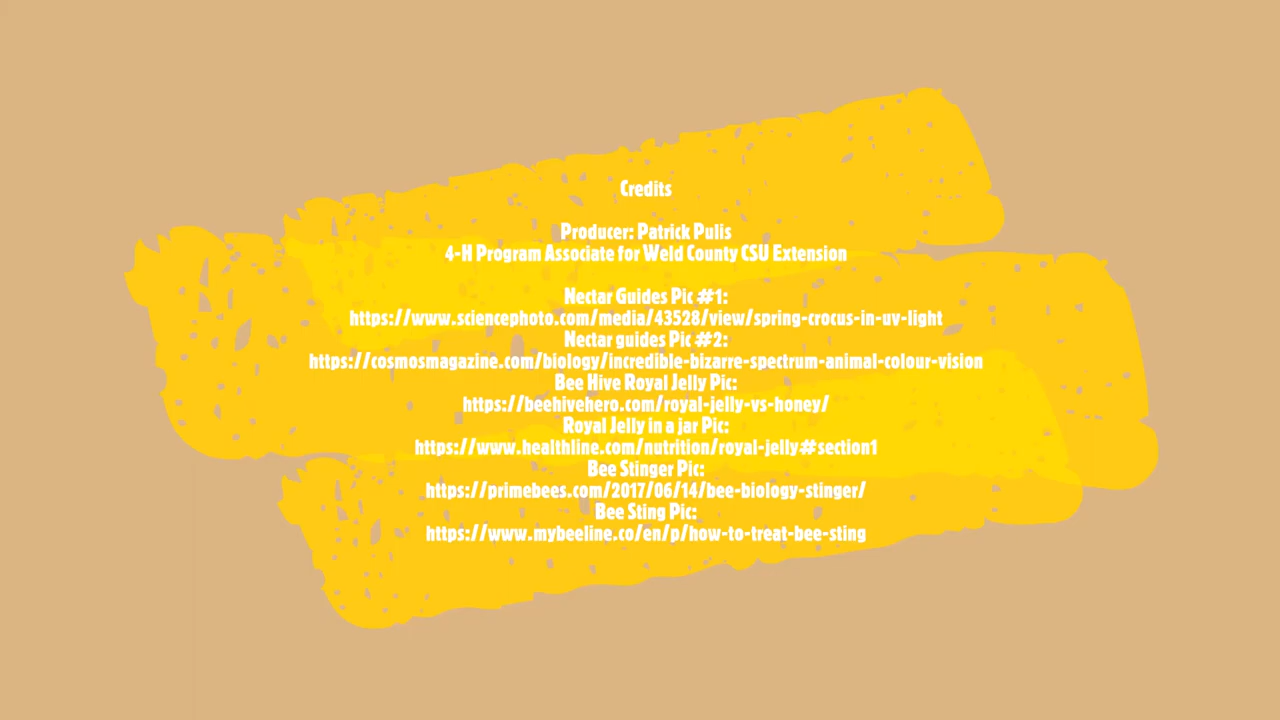 Credits
Producer: Patrick Pulis
4-H Program Associate for Weld County CSU Extension
Nectar Guides Pic #1:
https://www.sciencephoto.com/media/43528/view/spring-crocus-in-uv-light
Nectar guides Pic #2:
https://cosmosmagazine.com/biology/incredible-bizarre-spectrum-animal-colour-vision
Bee Hive Royal Jelly Pic:
https://beehivehero.com/royal-jelly-vs-honey/
Royal Jelly in a jar Pic:
https://www.healthline.com/nutrition/royal-jelly#section1
Bee Stinger Pic:
https://primebees.com/2017/06/14/bee-biology-stinger/
Bee Sting Pic:
https://www.mybeeline.co/en/p/how-to-treat-bee-sting